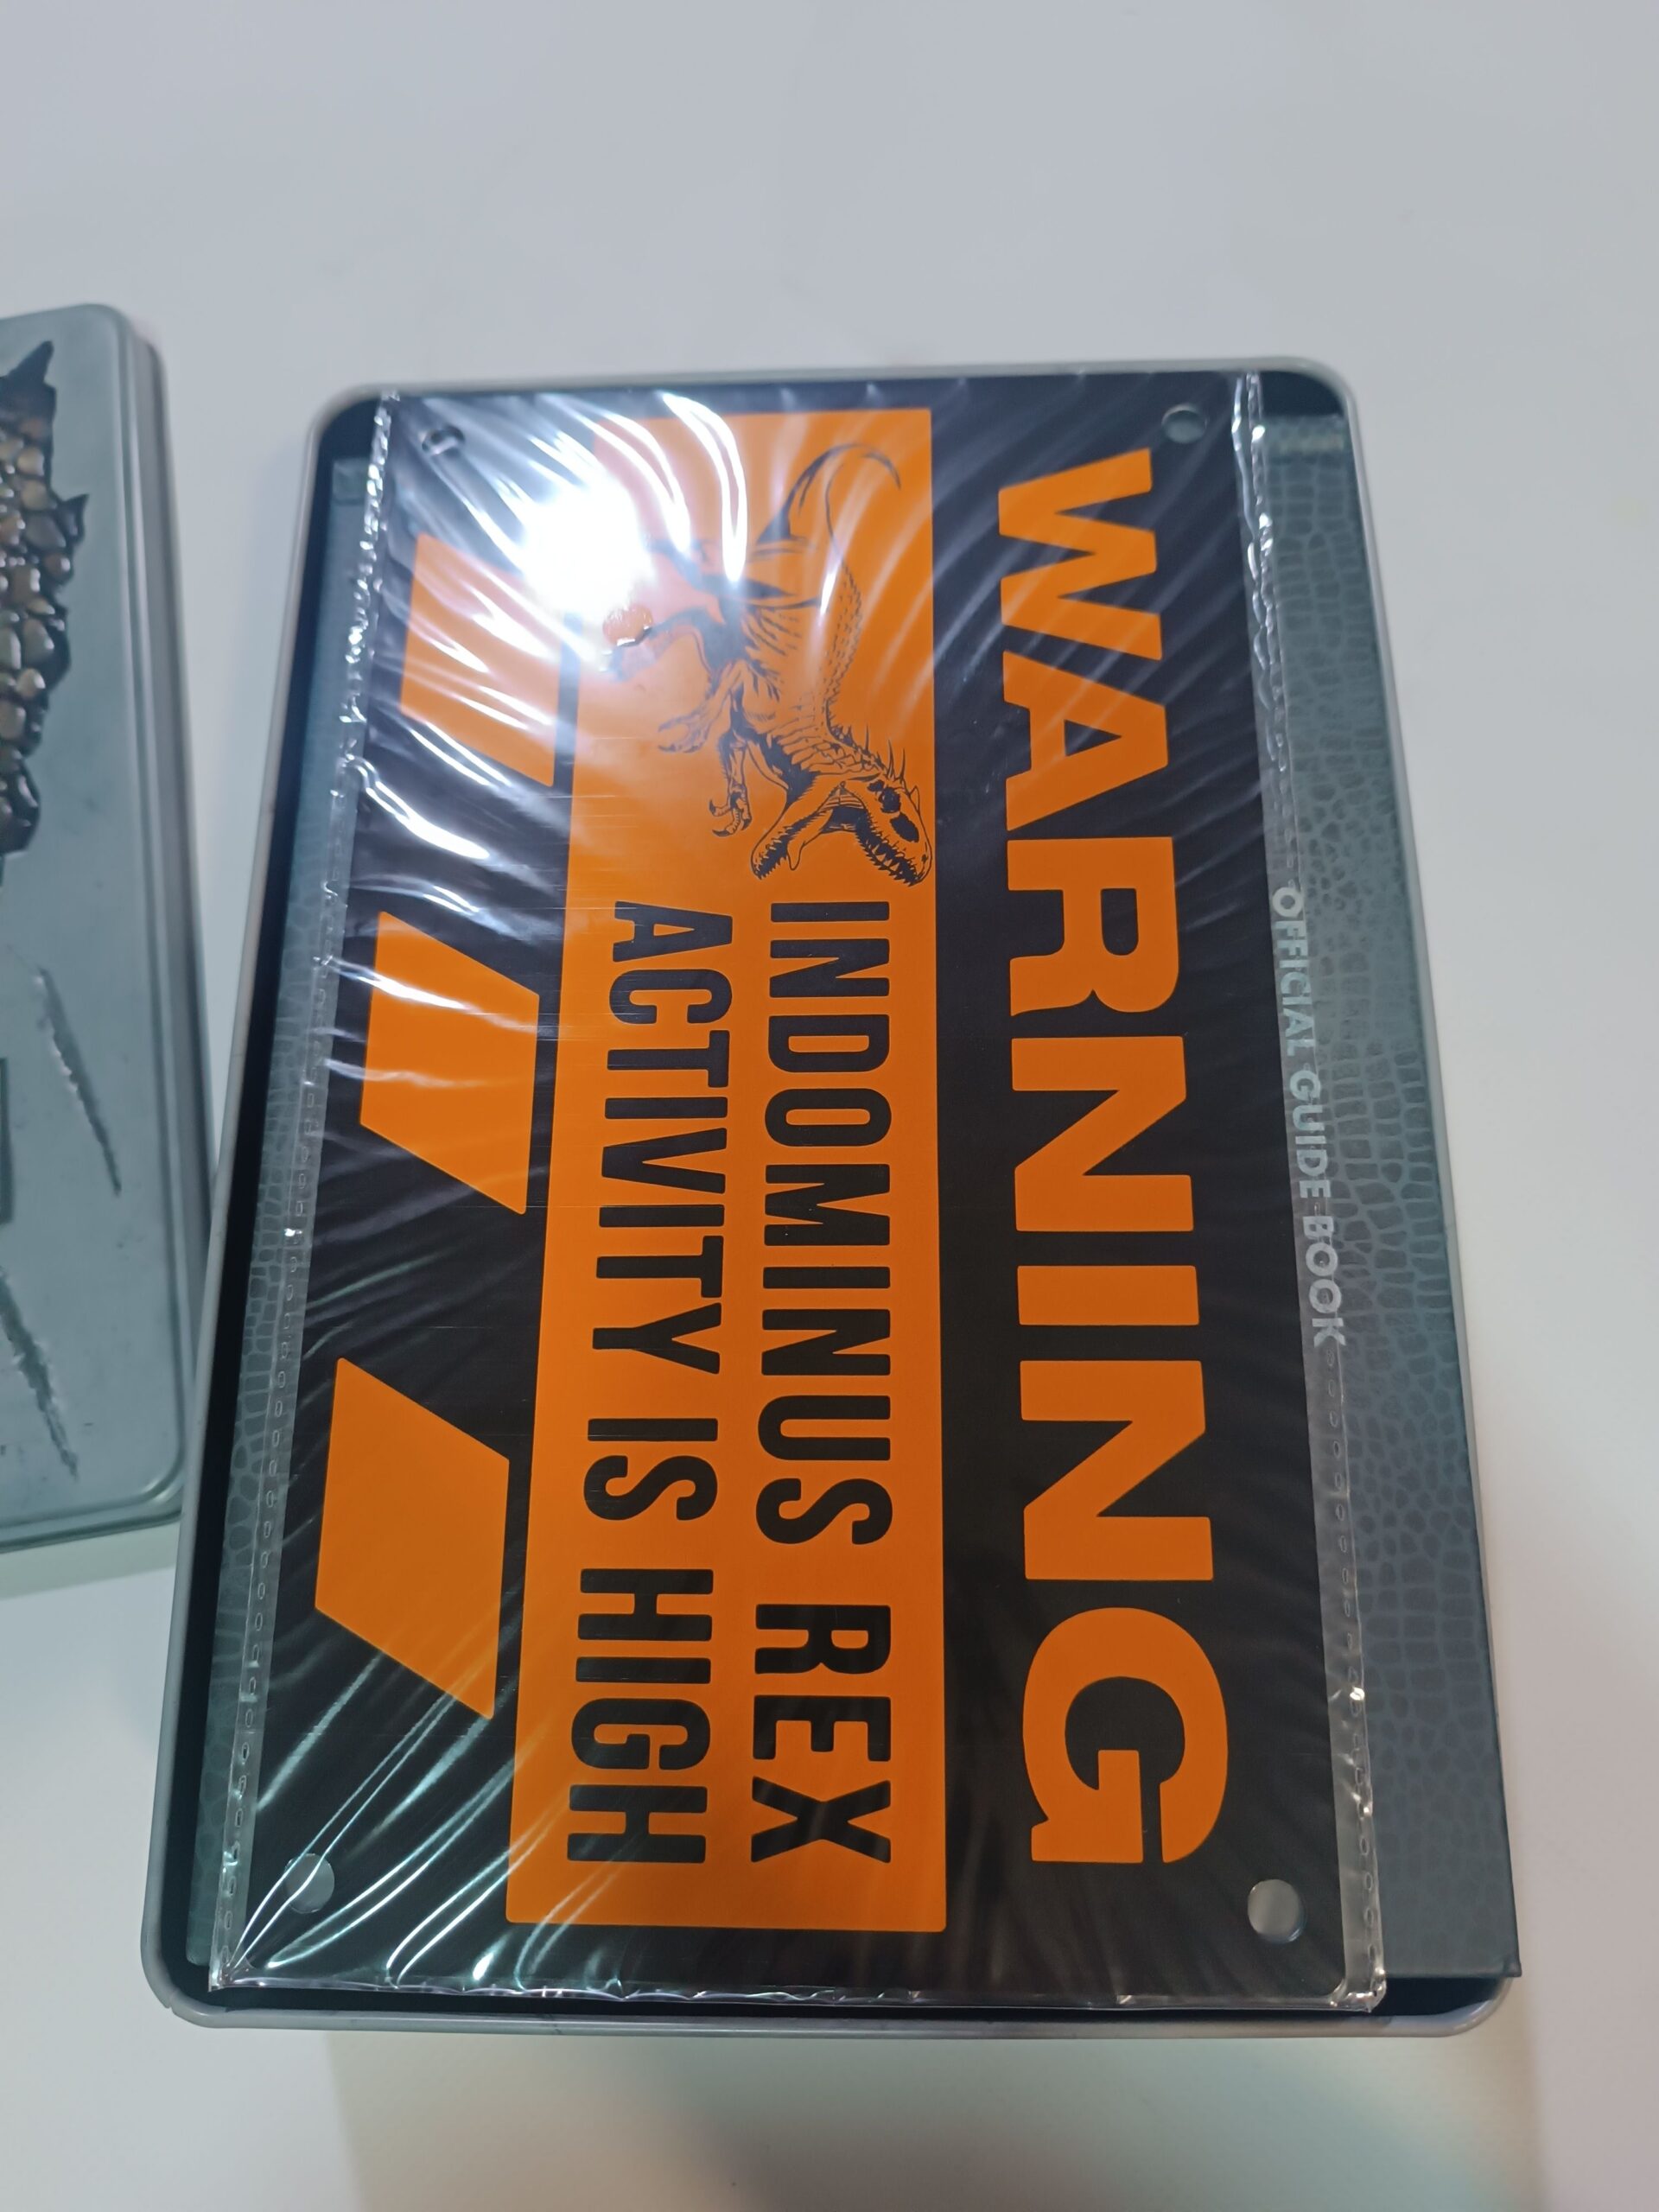 WARNING
INDOMINUS REX
ACTIVITY IS HIGH
OFFICIAL GUIDE BOOK